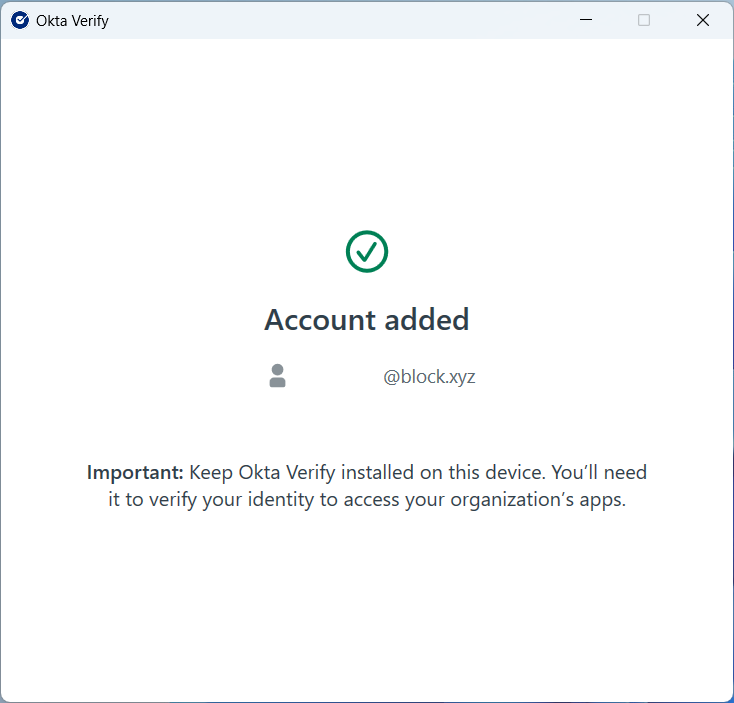 Okta Verify
Account added
@block.xyz
Important: Keep Okta Verify installed on this device. You’ll need
it to verify your identity to access your organization’s apps.